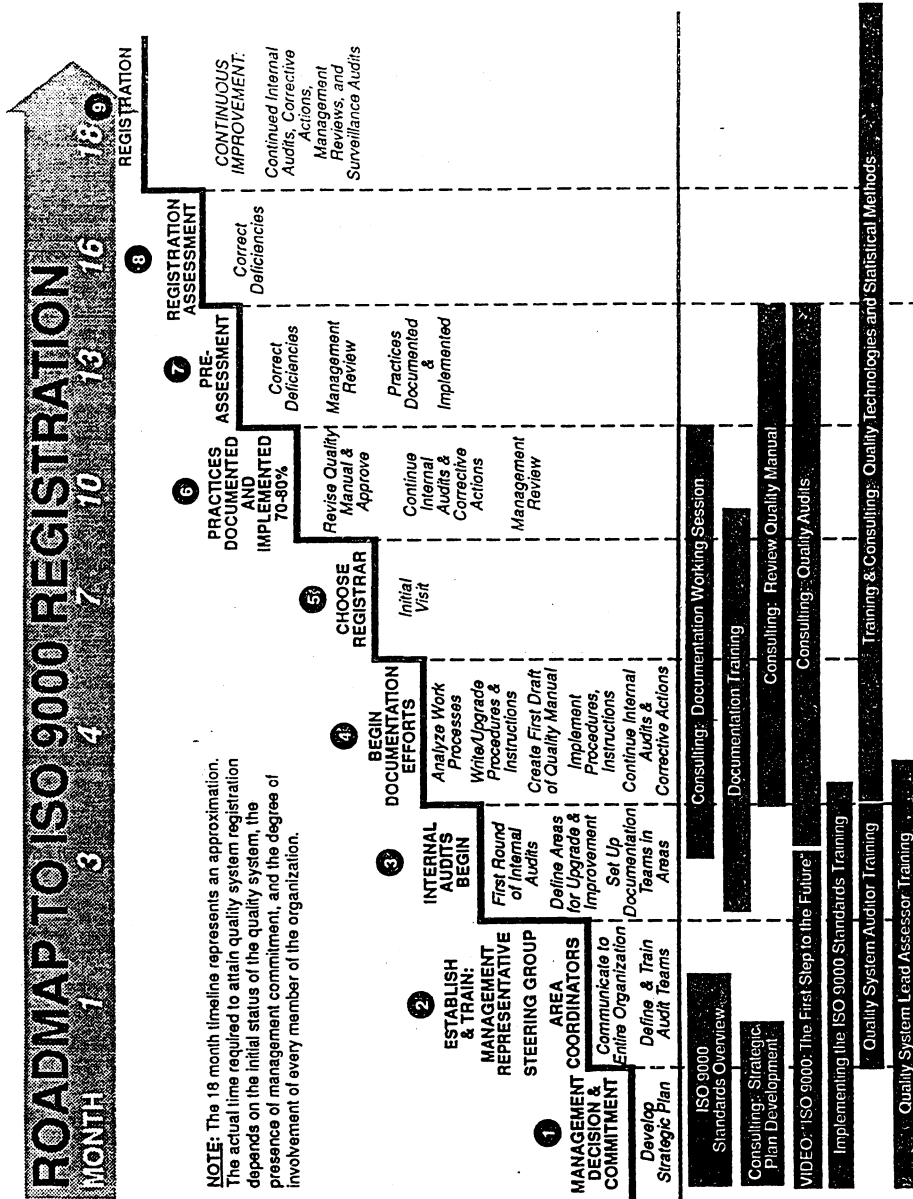 ROADMAP TO ISO 9000 REGISTRATION
MONTH 1 3 4 7 10 13 16 18
NOTE: The 18 month timeline represents an approximation.
The actual time required to attain quality system registration
depends on the initial status of the quality system, the
presence of management commitment, and the degree of
involvement of every member of the organization.
1
MANAGEMENT
DECISION &
COMMITMENT
Develop
Strategic Plan
2
ESTABLISH
& TRAIN:
MANAGEMENT
REPRESENTATIVE
STEERING GROUP
AREA
COORDINATORS
Communicate to
Entire Organization
Define & Train
Audit Teams
3
INTERNAL
AUDITS
BEGIN
First Round
of Internal
Audits
Define Areas
for Upgrade &
Improvement
Set Up
Documentation
Teams in
Areas
4
BEGIN
DOCUMENTATION
EFFORTS
Analyze Work
Processes
Write/Upgrade
Procedures &
Instructions
Create First Draft
of Quality Manual
Implement
Procedures,
Instructions
Continue Internal
Audits &
Corrective Actions
5
CHOOSE
REGISTRAR
Initial
Visit
6
PRACTICES
DOCUMENTED
AND
IMPLEMENTED
70-80%
Revise Quality
Manual &
Approve
Continue
Internal
Audits &
Corrective
Actions
Management
Review
7
PRE-
ASSESSMENT
Correct
Deficiencies
Management
Review
Practices
Documented
&
Implemented
8
REGISTRATION
ASSESSMENT
Correct
Deficiencies
9
REGISTRATION
CONTINUOUS
IMPROVEMENT:
Continued Internal
Audits, Corrective
Actions,
Management
Reviews, and
Surveillance Audits
ISO 9000
Standards Overview
Consulting: Documentation Working Session
Consulting: Strategic
Plan Development
Documentation Training
Consulting: Review Quality Manual
VIDEO: "ISO 9000: The First Step to the Future"
Consulting: Quality Audits
Implementing the ISO 9000 Standards Training
Quality System Auditor Training
Training & Consulting: Quality Technologies and Statistical Methods
Quality System Lead Assessor Training